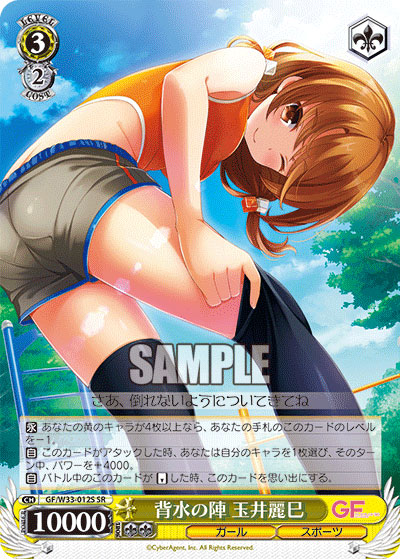 LEVEL
3
2
COST
SAMPLE
さあ、倒れないようについてきてね
永 あなたの黄のキャラが4枚以上なら、あなたの手札のこのカードのレベル
を－1。
自 このカードがアタックした時、あなたは自分のキャラを1枚選び、そのター
ン中、パワーを＋4000。
自 バトル中のこのカードが【】した時、このカードを思い出にする。
CH GF/W33-012S SR
10000
背水の陣 玉井麗巳
GF
ガール
スポーツ
©CyberAgent, Inc. All Rights Reserved.